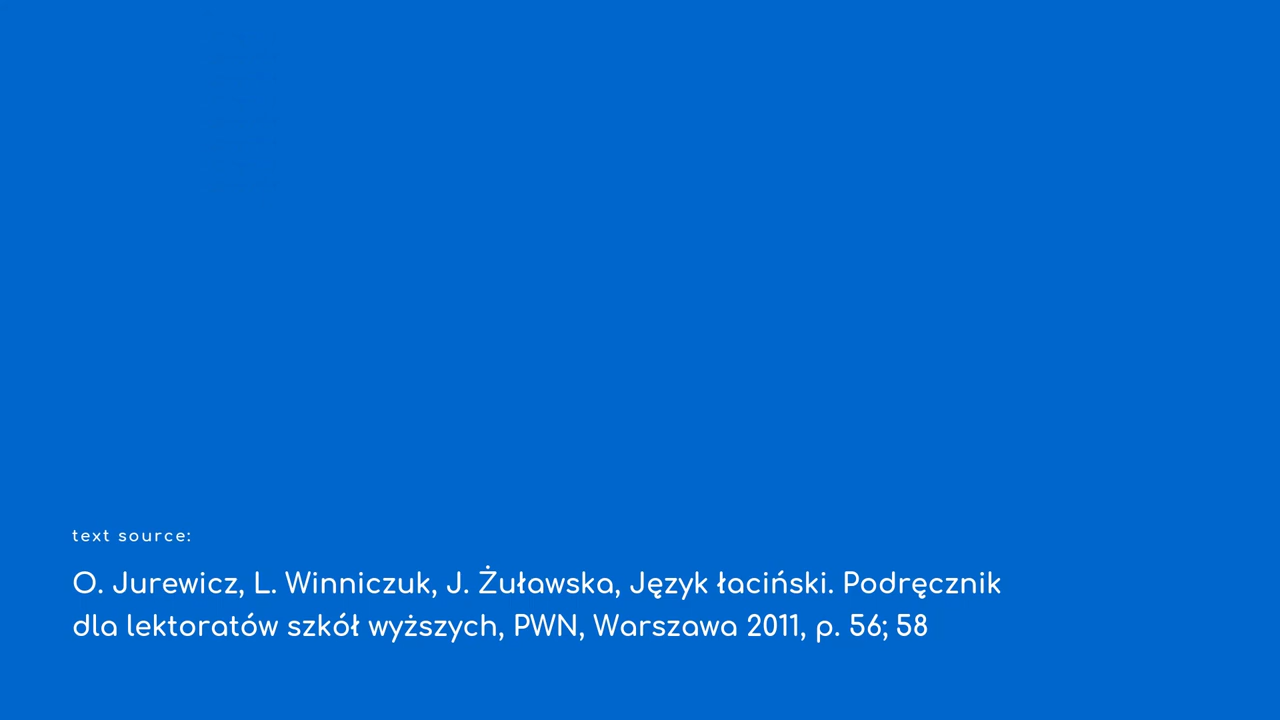 text source:
O. Jurewicz, L. Winniczuk, J. Żuławska, Język łaciński. Podręcznik
dla lektoratów szkół wyższych, PWN, Warszawa 2011, p. 56; 58